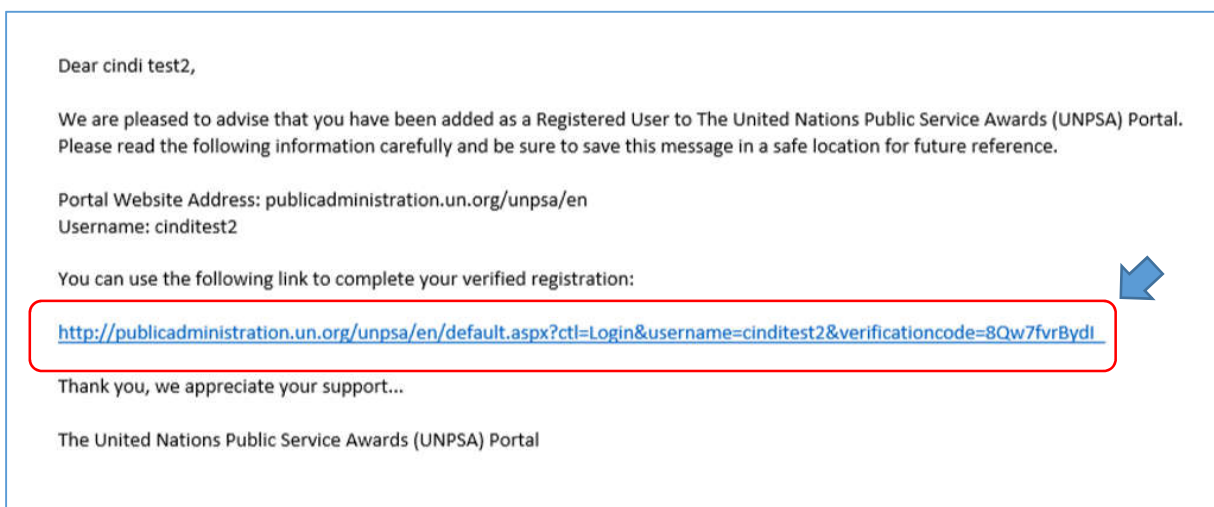 Dear cindi test2,
We are pleased to advise that you have been added as a Registered User to The United Nations Public Service Awards (UNPSA) Portal.
Please read the following information carefully and be sure to save this message in a safe location for future reference.
Portal Website Address: publicadministration.un.org/unpsa/en
Username: cinditest2
You can use the following link to complete your verified registration:
http://publicadministration.un.org/unpsa/en/default.aspx?ctl=Login&username=cinditest2&verificationcode=8Qw7fvrBydI_
Thank you, we appreciate your support...
The United Nations Public Service Awards (UNPSA) Portal